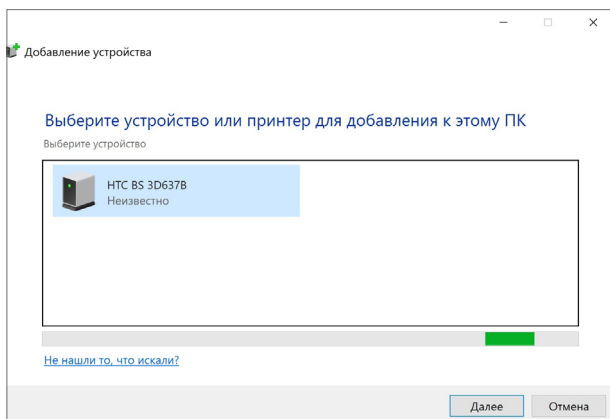 Добавление устройства
Выберите устройство или принтер для добавления к этому ПК
Выберите устройство
HTC BS 3D637B
Неизвестно
Не нашли то, что искали?
Далее
Отмена